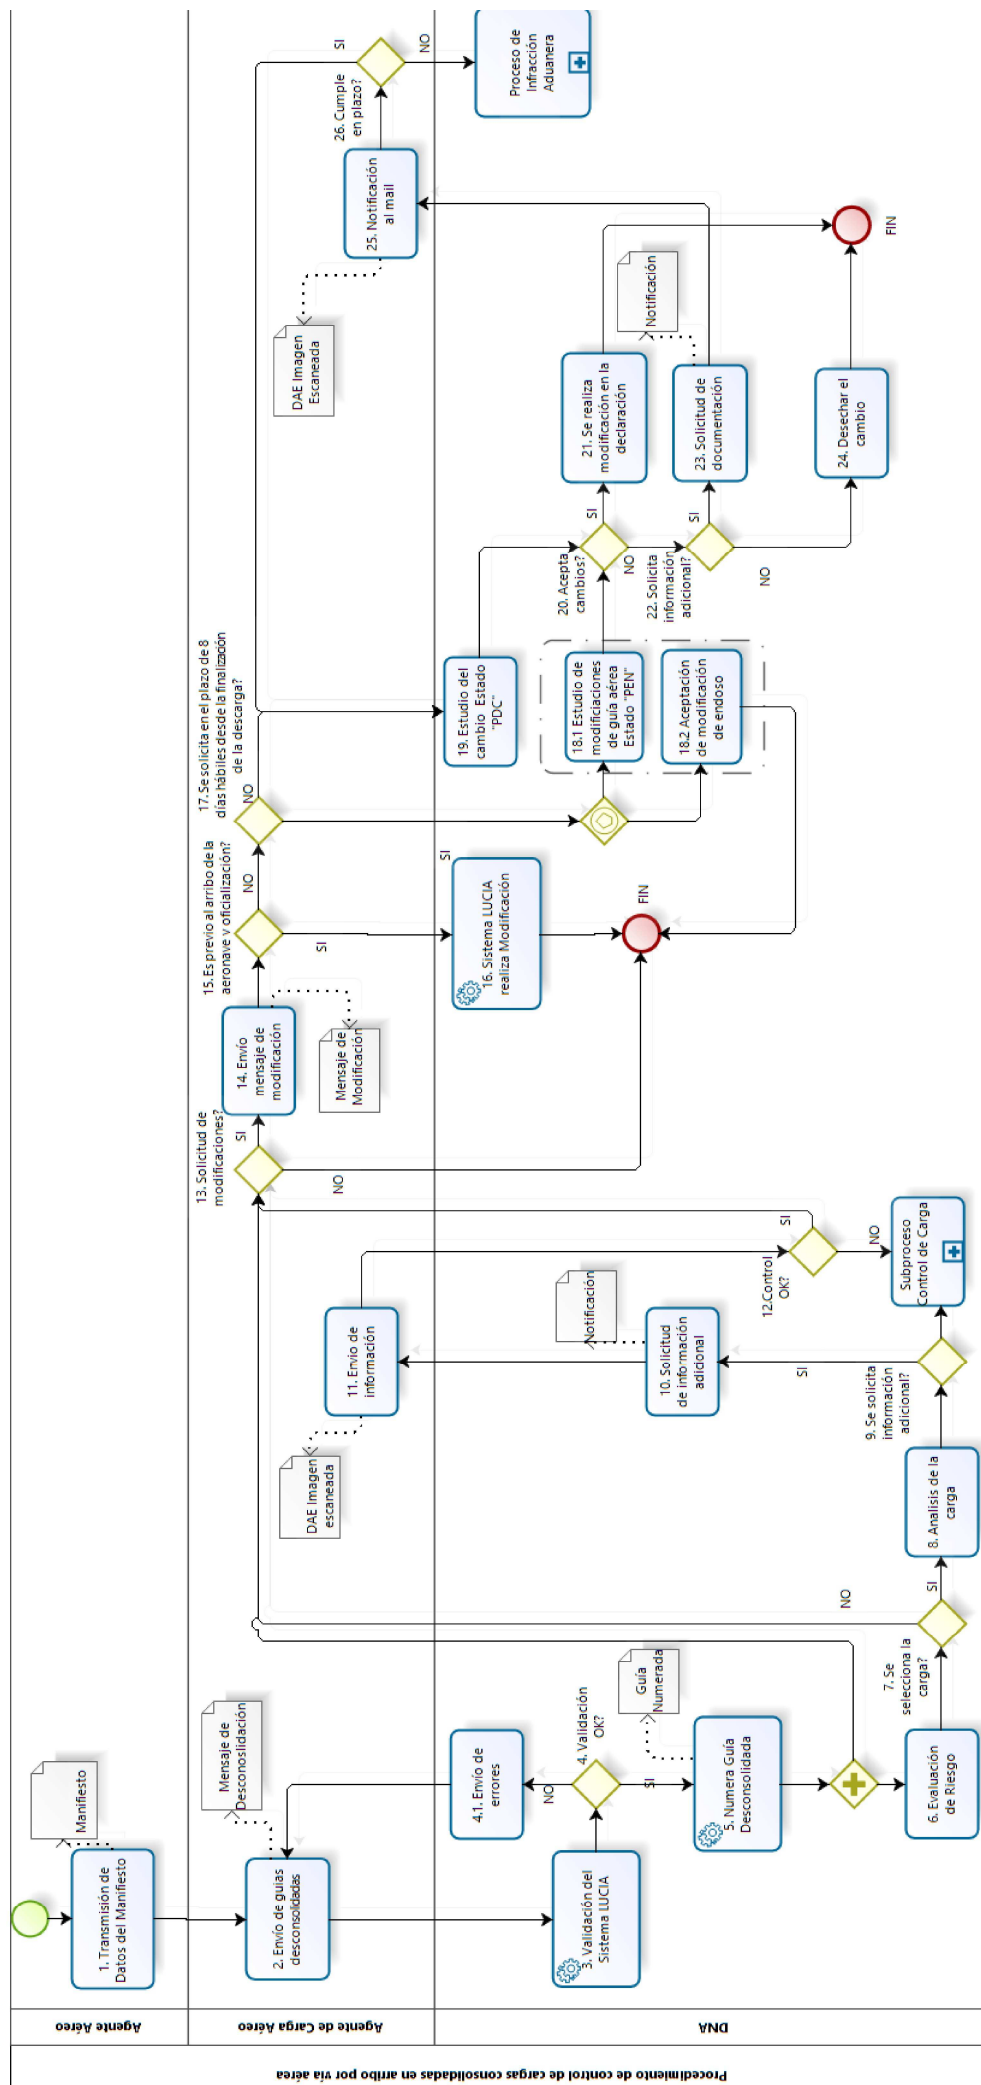 Procedimiento de control de cargas consolidadas en arribo por vía aérea
Agente Aéreo
Agente de Carga Aéreo
DNA
1. Transmisión de
Datos del Manifiesto
Manifiesto
2. Envío de guias
desconsolidadas
Mensaje de
Desconoslidación
3. Validación del
Sistema LUCIA
4. Validación
OK?
NO
SI
4.1. Envío de
errores
5. Numera Guía
Desconsolidada
Guía
Numerada
6. Evaluación
de Riesgo
7. Se
selecciona la
carga?
SI
NO
8. Analisis de la
carga
9. Se solicita
información
adicional?
SI
10. Solicitud
de información
adicional
Notificación
11. Envio de
información
DAE Imagen
escaneada
12.Control
OK?
SI
NO
Subproceso
Control de Carga
13. Solicitud de
modificaciones?
SI
NO
14. Envío
mensaje de
modificación
Mensaje de
Modificación
15. Es previo al arribo de la
aeronave y oficialización?
NO
SI
16. Sistema LUCIA
realiza Modificación
FIN
17. Se solicita en el plazo de 8
días hábiles desde la finalización
de la descarga?
NO
SI
18.1 Estudio de
modificiaciones
de guía aérea
Estado "PEN"
18.2 Aceptación
de modificación
de endoso
19. Estudio del
cambio Estado
"PDC"
20. Acepta
cambios?
SI
NO
21. Se realiza
modificación en la
declaración
22. Solicita
información
adicional?
SI
NO
23. Solicitud de
documentación
Notificación
24. Desechar el
cambio
FIN
25. Notificación
al mail
DAE Imagen
Escaneada
26. Cumple
en plazo?
SI
NO
Proceso de
Infracción
Aduanera